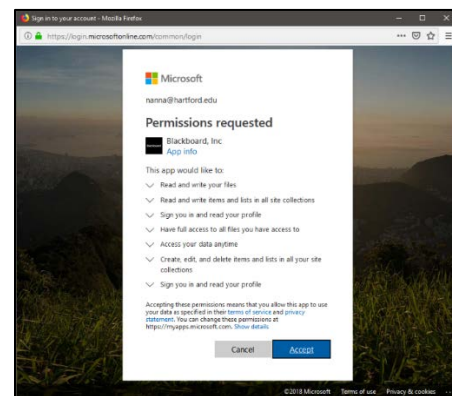 Sign in to your account - Mozilla Firefox
https://login.microsoftonline.com/common/login
Microsoft
nanna@hartford.edu
Permissions requested
Blackboard, Inc
App info
This app would like to:
Read and write your files
Read and write items and lists in all site collections
Sign you in and read your profile
Have full access to all files you have access to
Access your data anytime
Create, edit, and delete items and lists in all your site
collections
Sign you in and read your profile
Accepting these permissions means that you allow this app to use
your data as specified in their terms of service and privacy
statement. You can change these permissions at
https://myapps.microsoft.com. Show details
Cancel
Accept
©2018 Microsoft Terms of use Privacy & cookies ...